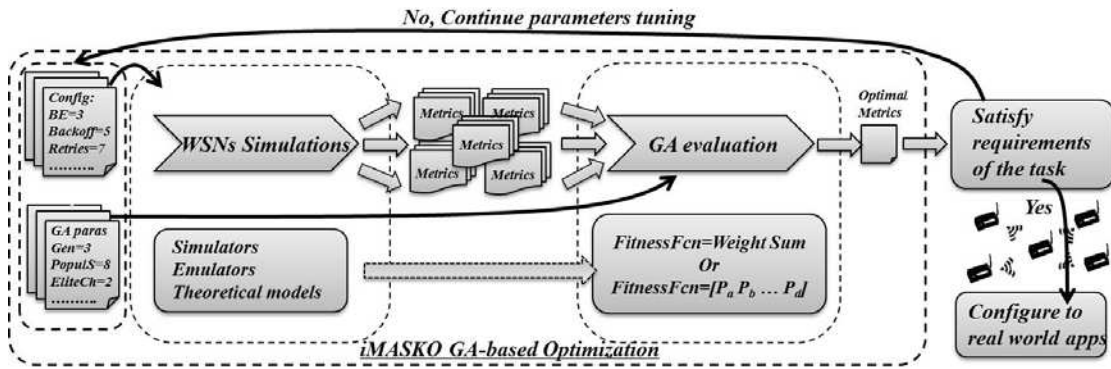 No, Continue parameters tuning
Config:
BE=3
Backoff=5
Retries=7
.........
WSNs Simulations
Metrics
Metrics
Metrics
Metrics
Metrics
GA evaluation
Optimal
Metrics
Satisfy
requirements
of the task
GA paras
Gen=3
PopulS=8
EliteCh=2
.........
Simulators
Emulators
Theoretical models
FitnessFcn=Weight Sum
Or
FitnessFcn=[Pa Pb … Pd]
Yes
Configure to
real world apps
iMASKO GA-based Optimization